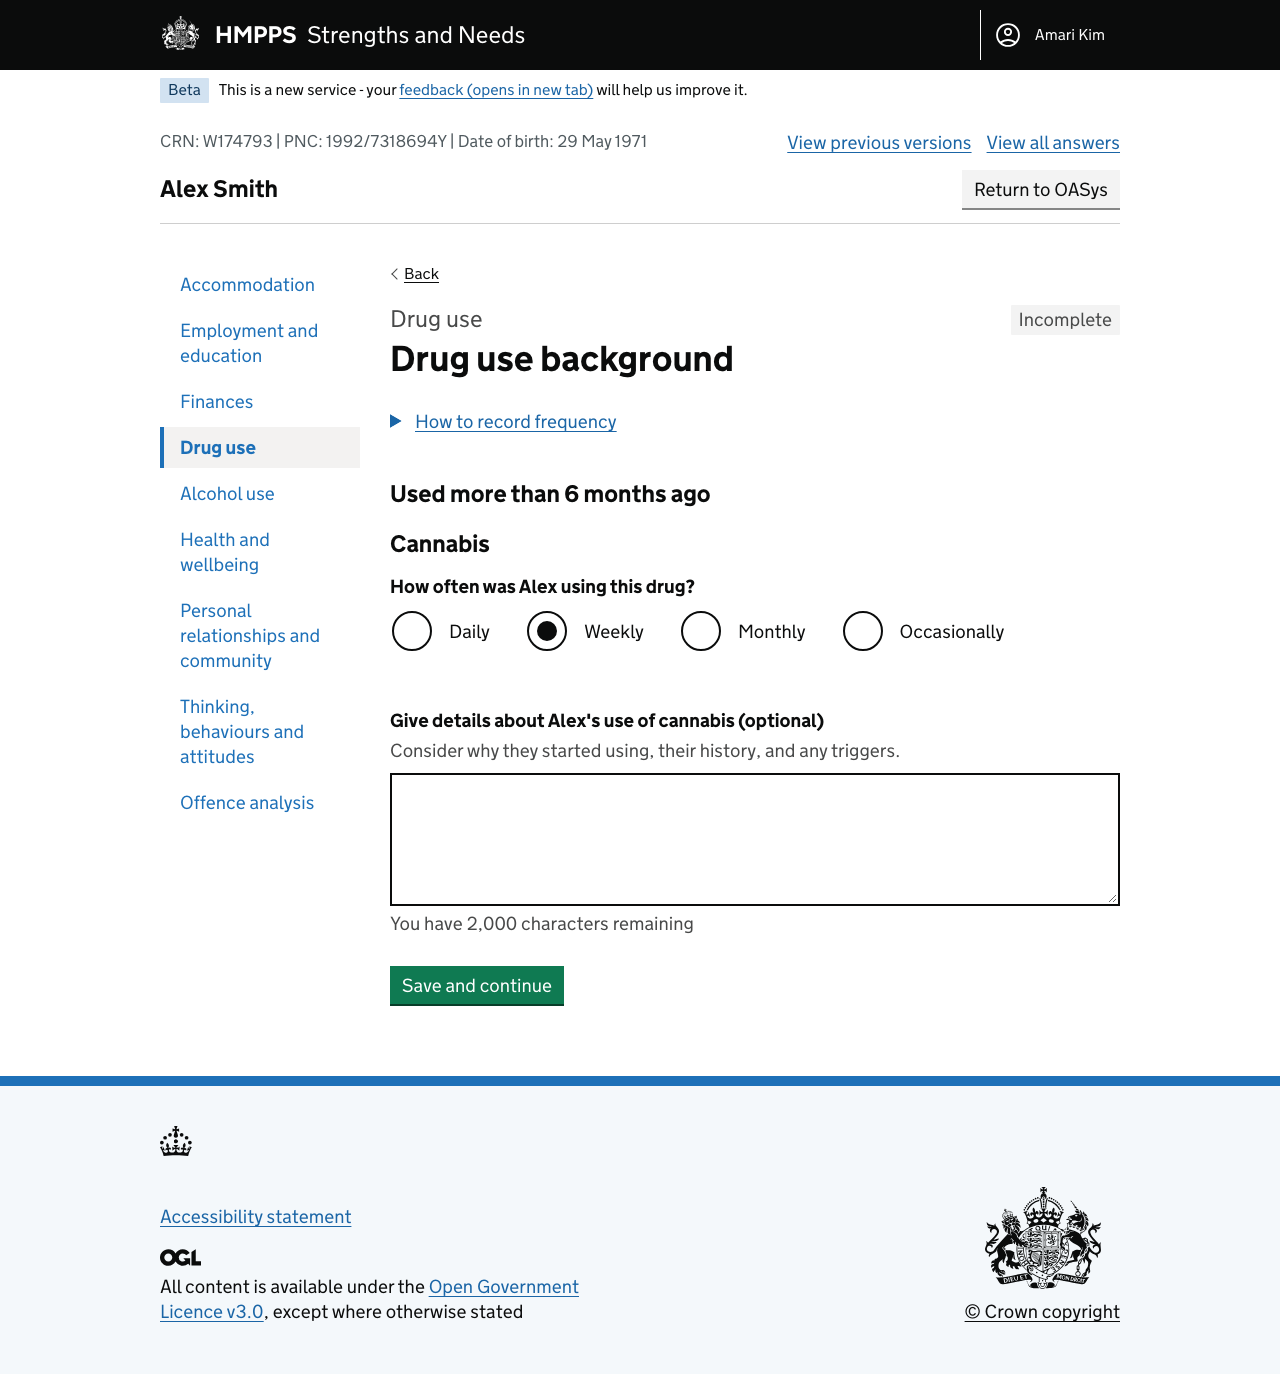 HMPPS Strengths and Needs
Amari Kim
Beta This is a new service - your feedback (opens in new tab) will help us improve it.
CRN: W174793 | PNC: 1992/7318694Y | Date of birth: 29 May 1971
View previous versions View all answers
Alex Smith
Return to OASys
Accommodation
Employment and
education
Finances
Drug use
Alcohol use
Health and
wellbeing
Personal
relationships and
community
Thinking,
behaviours and
attitudes
Offence analysis
Back
Drug use
Incomplete
Drug use background
How to record frequency
Used more than 6 months ago
Cannabis
How often was Alex using this drug?
Daily Weekly Monthly Occasionally
Give details about Alex's use of cannabis (optional)
Consider why they started using, their history, and any triggers.
You have 2,000 characters remaining
Save and continue
Accessibility statement
OGL
All content is available under the Open Government
Licence v3.0, except where otherwise stated
DIEU ET MON DROIT
© Crown copyright